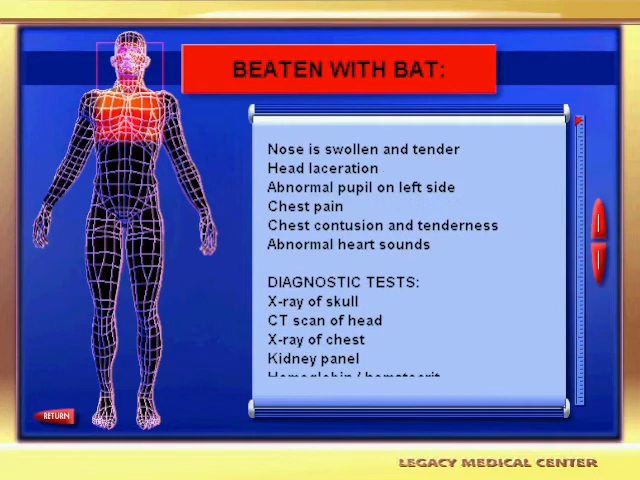 BEATEN WITH BAT:
Nose is swollen and tender
Head laceration
Abnormal pupil on left side
Chest pain
Chest contusion and tenderness
Abnormal heart sounds
DIAGNOSTIC TESTS:
X-ray of skull
CT scan of head
X-ray of chest
Kidney panel
Hemoglobin / hematocrit
RETURN
LEGACY MEDICAL CENTER